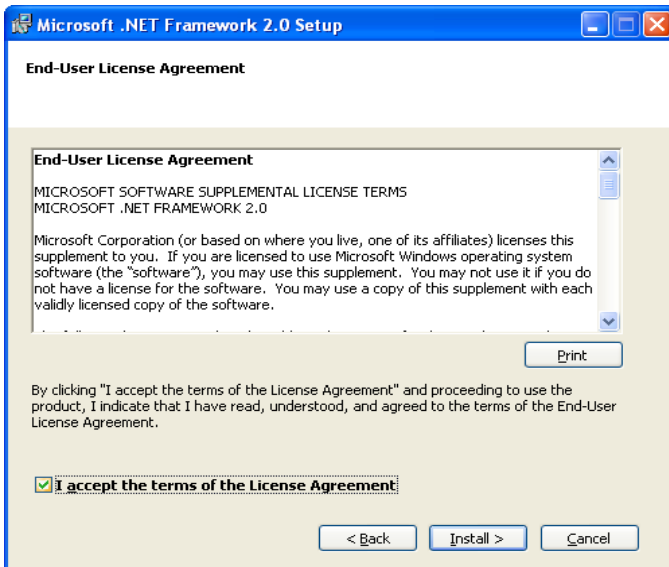 Microsoft .NET Framework 2.0 Setup
End-User License Agreement
End-User License Agreement
MICROSOFT SOFTWARE SUPPLEMENTAL LICENSE TERMS
MICROSOFT .NET FRAMEWORK 2.0
Microsoft Corporation (or based on where you live, one of its affiliates) licenses this
supplement to you.  If you are licensed to use Microsoft Windows operating system
software (the “software”), you may use this supplement.  You may not use it if you do
not have a license for the software.  You may use a copy of this supplement with each
validly licensed copy of the software.
Print
By clicking "I accept the terms of the License Agreement" and proceeding to use the
product, I indicate that I have read, understood, and agreed to the terms of the End-User
License Agreement.
I accept the terms of the License Agreement
< Back
Install >
Cancel